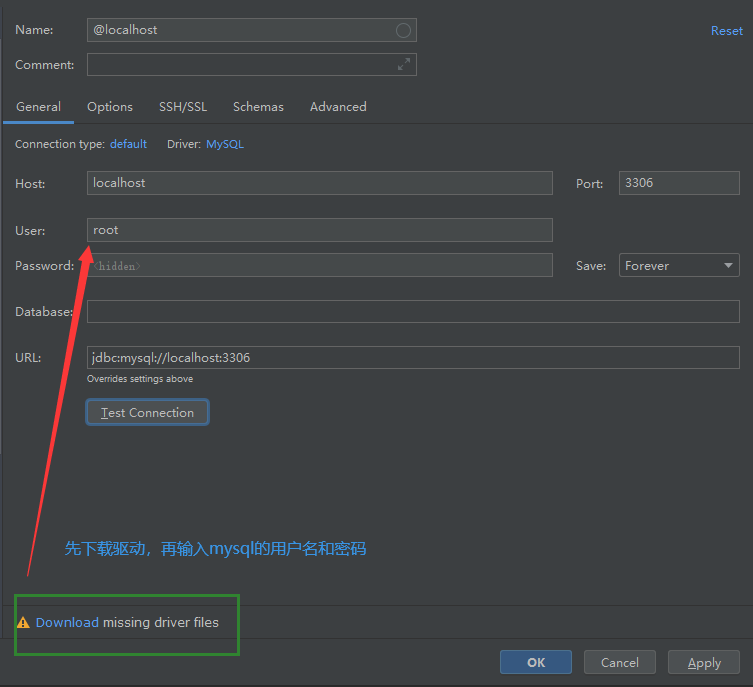 Name: @localhost
Reset
Comment:
General Options SSH/SSL Schemas Advanced
Connection type: default Driver: MySQL
Host: localhost Port: 3306
User: root
Password: <hidden> Save: Forever
Database:
URL: jdbc:mysql://localhost:3306
Overrides settings above
Test Connection
先下载驱动，再输入mysql的用户名和密码
Download missing driver files
OK Cancel Apply